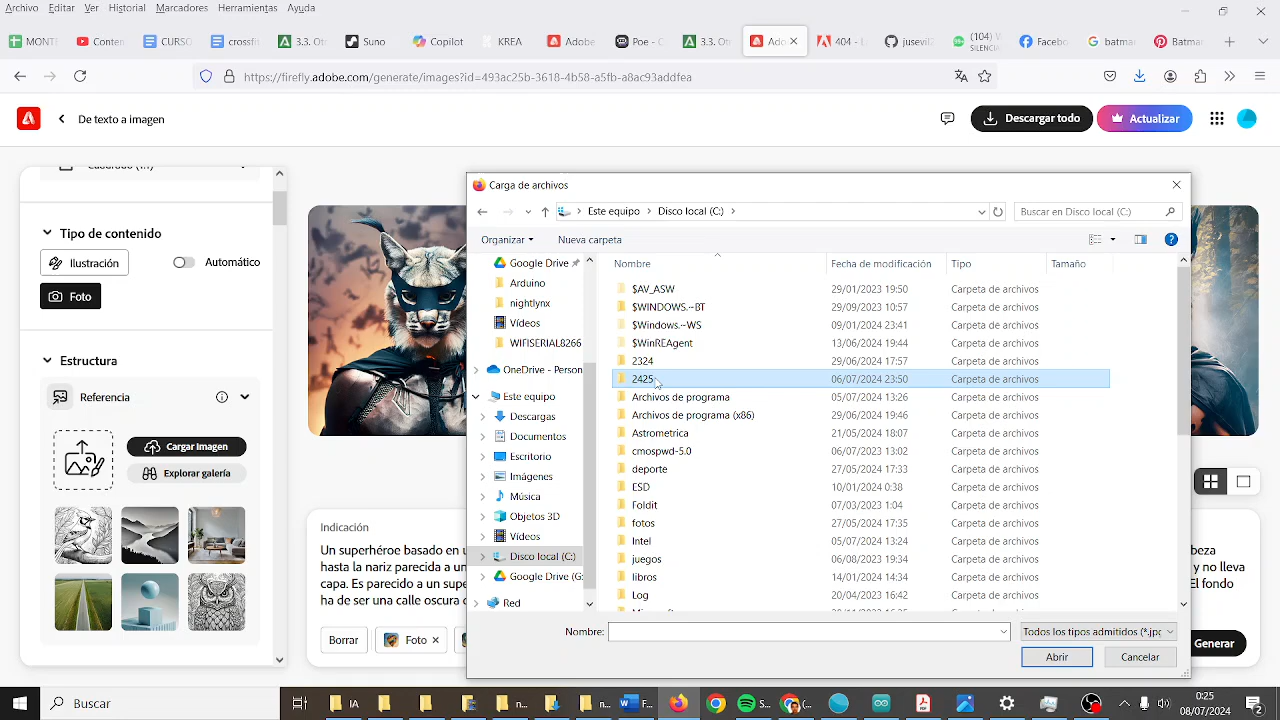 Archivo Editar Ver Historial Marcadores Herramientas Ayuda
MONT Conten CURSO crossfi 3.3. Otr Suno Copilot KREA Adobe Poe 3.3. Otr Ado 404 - jusevil2 (104) W Facebo batma Batma
SILENCIA
https://firefly.adobe.com/generate/images?id=493ac25b-3618-4b58-a5fb-a8ac93addfea
De texto a imagen
Descargar todo
Actualizar
Tipo de contenido
Ilustración
Automático
Foto
Estructura
Referencia
Cargar imagen
Explorar galería
Carga de archivos
Este equipo > Disco local (C:) >
Buscar en Disco local (C:)
Organizar
Nueva carpeta
Google Drive
Arduino
nightlynx
Vídeos
WIFISERIAL8266
OneDrive - Person
Este equipo
Descargas
Documentos
Escritorio
Imágenes
Música
Objetos 3D
Vídeos
Disco local (C:)
Google Drive (G:
Red
Nombre Fecha de modificación Tipo Tamaño
$AV_ASW 29/01/2023 19:50 Carpeta de archivos
$WINDOWS.~BT 29/09/2023 10:57 Carpeta de archivos
$Windows.~WS 09/01/2024 23:41 Carpeta de archivos
$WinREAgent 13/06/2024 19:44 Carpeta de archivos
2324 29/06/2024 17:57 Carpeta de archivos
2425 06/07/2024 23:50 Carpeta de archivos
Archivos de programa 05/07/2024 13:26 Carpeta de archivos
Archivos de programa (x86) 29/06/2024 19:46 Carpeta de archivos
Astrometrica 21/05/2024 18:07 Carpeta de archivos
cmospwd-5.0 06/07/2023 13:02 Carpeta de archivos
deporte 27/05/2024 17:33 Carpeta de archivos
ESD 10/01/2024 0:38 Carpeta de archivos
Foldit 07/03/2023 1:04 Carpeta de archivos
fotos 27/05/2024 17:35 Carpeta de archivos
Intel 05/07/2024 13:24 Carpeta de archivos
juegos 06/08/2023 19:34 Carpeta de archivos
libros 14/01/2024 14:34 Carpeta de archivos
Log 20/04/2023 16:42 Carpeta de archivos
Nombre:
Todos los tipos admitidos (*.jpg
Abrir
Cancelar
Indicación
Un superhéroe basado en u
beza
hasta la nariz parecida a un
y no lleva
capa. Es parecido a un supe
El fondo
ha de ser una calle oscura c
Borrar
Foto
Generar
Buscar
IA n... n... n... F... S...
0:25
08/07/2024
2